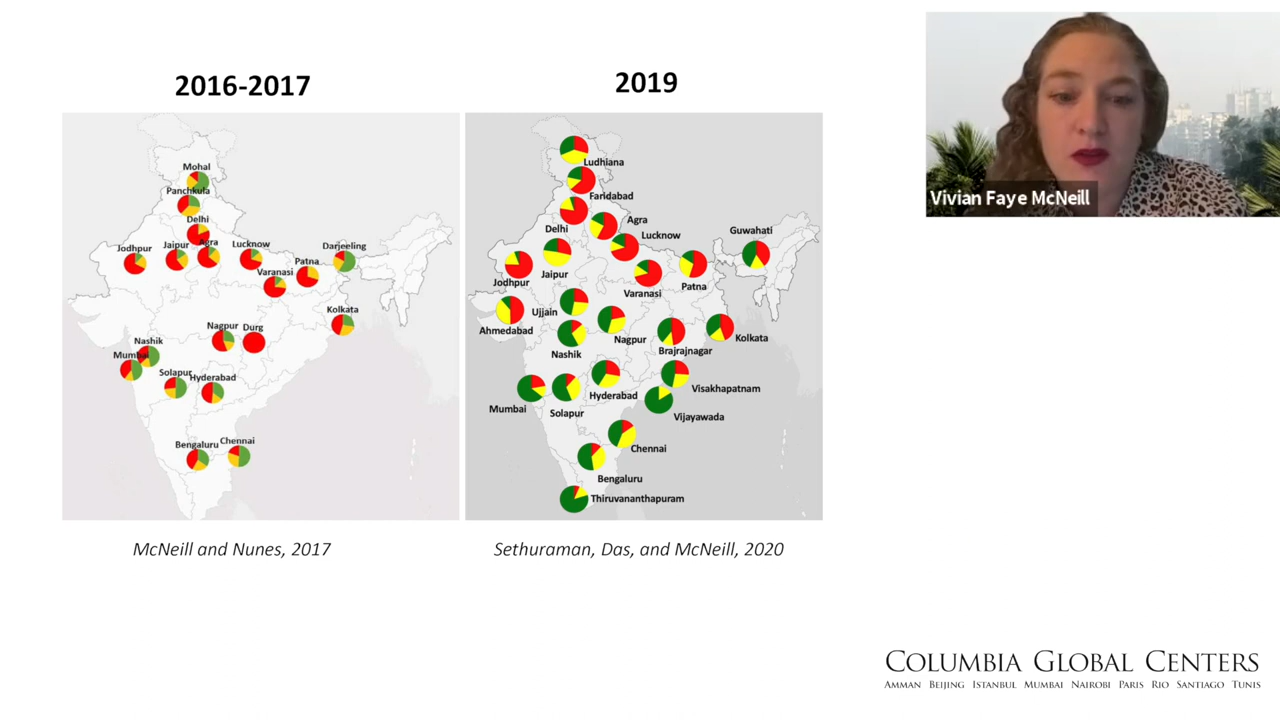 2016-2017
2019
Mohal
Panchkula
Delhi
Jodhpur
Jaipur
Agra
Lucknow
Darjeeling
Varanasi
Patna
Kolkata
Nagpur
Durg
Nashik
Mumbai
Solapur
Hyderabad
Bengaluru
Chennai
Ludhiana
Faridabad
Agra
Delhi
Lucknow
Guwahati
Jaipur
Jodhpur
Varanasi
Patna
Ujjain
Ahmedabad
Nagpur
Kolkata
Nashik
Brajrajnagar
Hyderabad
Visakhapatnam
Mumbai
Solapur
Vijayawada
Chennai
Bengaluru
Thiruvananthapuram
McNeill and Nunes, 2017
Sethuraman, Das, and McNeill, 2020
Vivian Faye McNeill
COLUMBIA GLOBAL CENTERS
AMMAN BEIJING ISTANBUL MUMBAI NAIROBI PARIS RIO SANTIAGO TUNIS